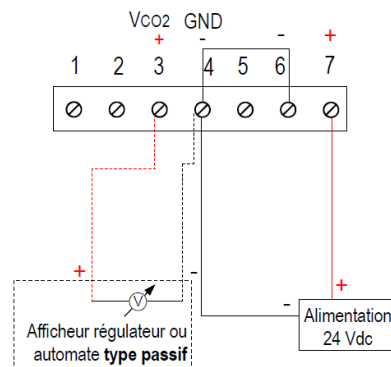 VCO2 GND
+ - - +
1 2 3 4 5 6 7
+ -
V
- +
Afficheur régulateur ou
automate type passif
Alimentation
24 Vdc